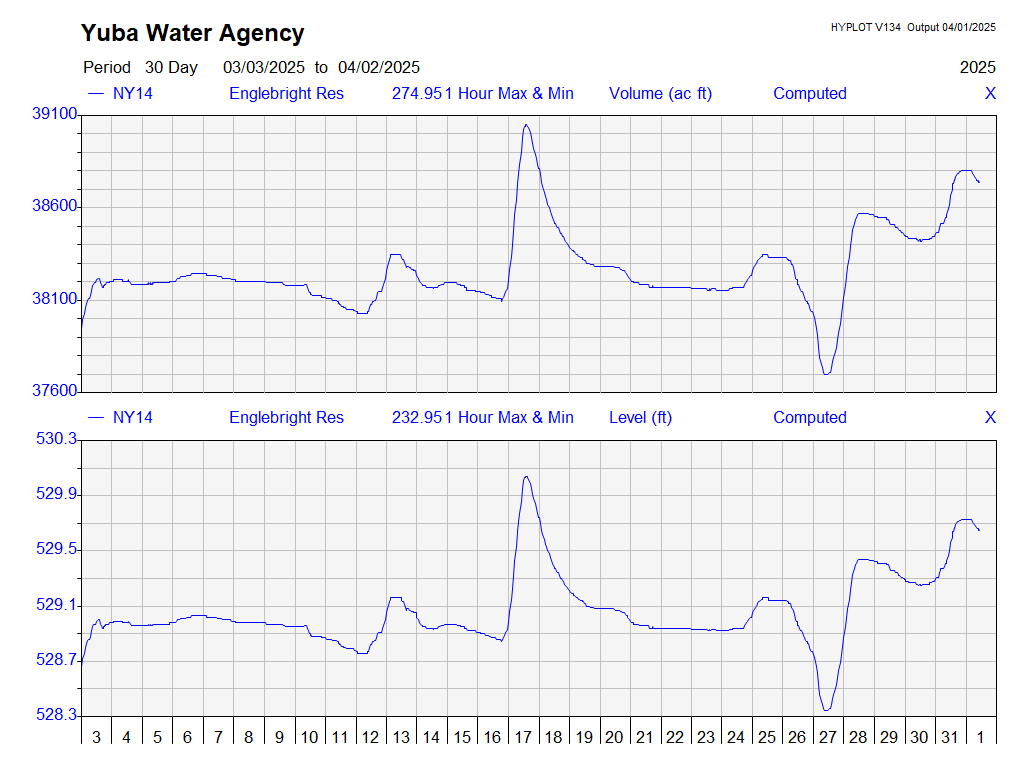 Yuba Water Agency
HYPLOT V134 Output 04/01/2025
Period 30 Day 03/03/2025 to 04/02/2025 2025
NY14 Englebright Res 274.951 Hour Max & Min Volume (ac ft) Computed X
39100
38600
38100
37600
NY14 Englebright Res 232.951 Hour Max & Min Level (ft) Computed X
530.3
529.9
529.5
529.1
528.7
528.3
3 4 5 6 7 8 9 10 11 12 13 14 15 16 17 18 19 20 21 22 23 24 25 26 27 28 29 30 31 1